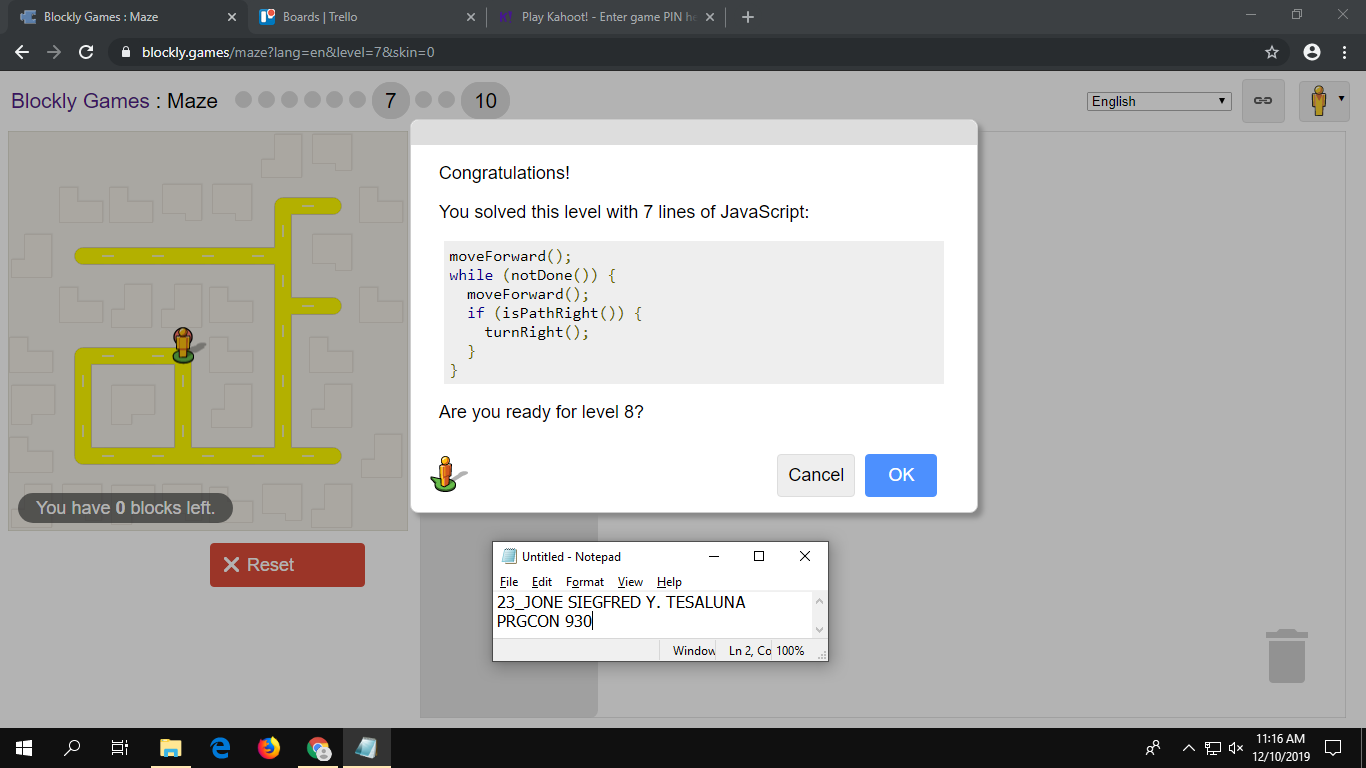 Blockly Games : Maze
Boards | Trello
Play Kahoot! - Enter game PIN he
blockly.games/maze?lang=en&level=7&skin=0
Blockly Games : Maze 7 10
English
Congratulations!
You solved this level with 7 lines of JavaScript:
moveForward();
while (notDone()) {
  moveForward();
  if (isPathRight()) {
    turnRight();
  }
}
Are you ready for level 8?
Cancel OK
You have 0 blocks left.
Reset
Untitled - Notepad
File Edit Format View Help
23_JONE SIEGFRED Y. TESALUNA
PRGCON 930
Window Ln 2, Co 100%
11:16 AM
12/10/2019